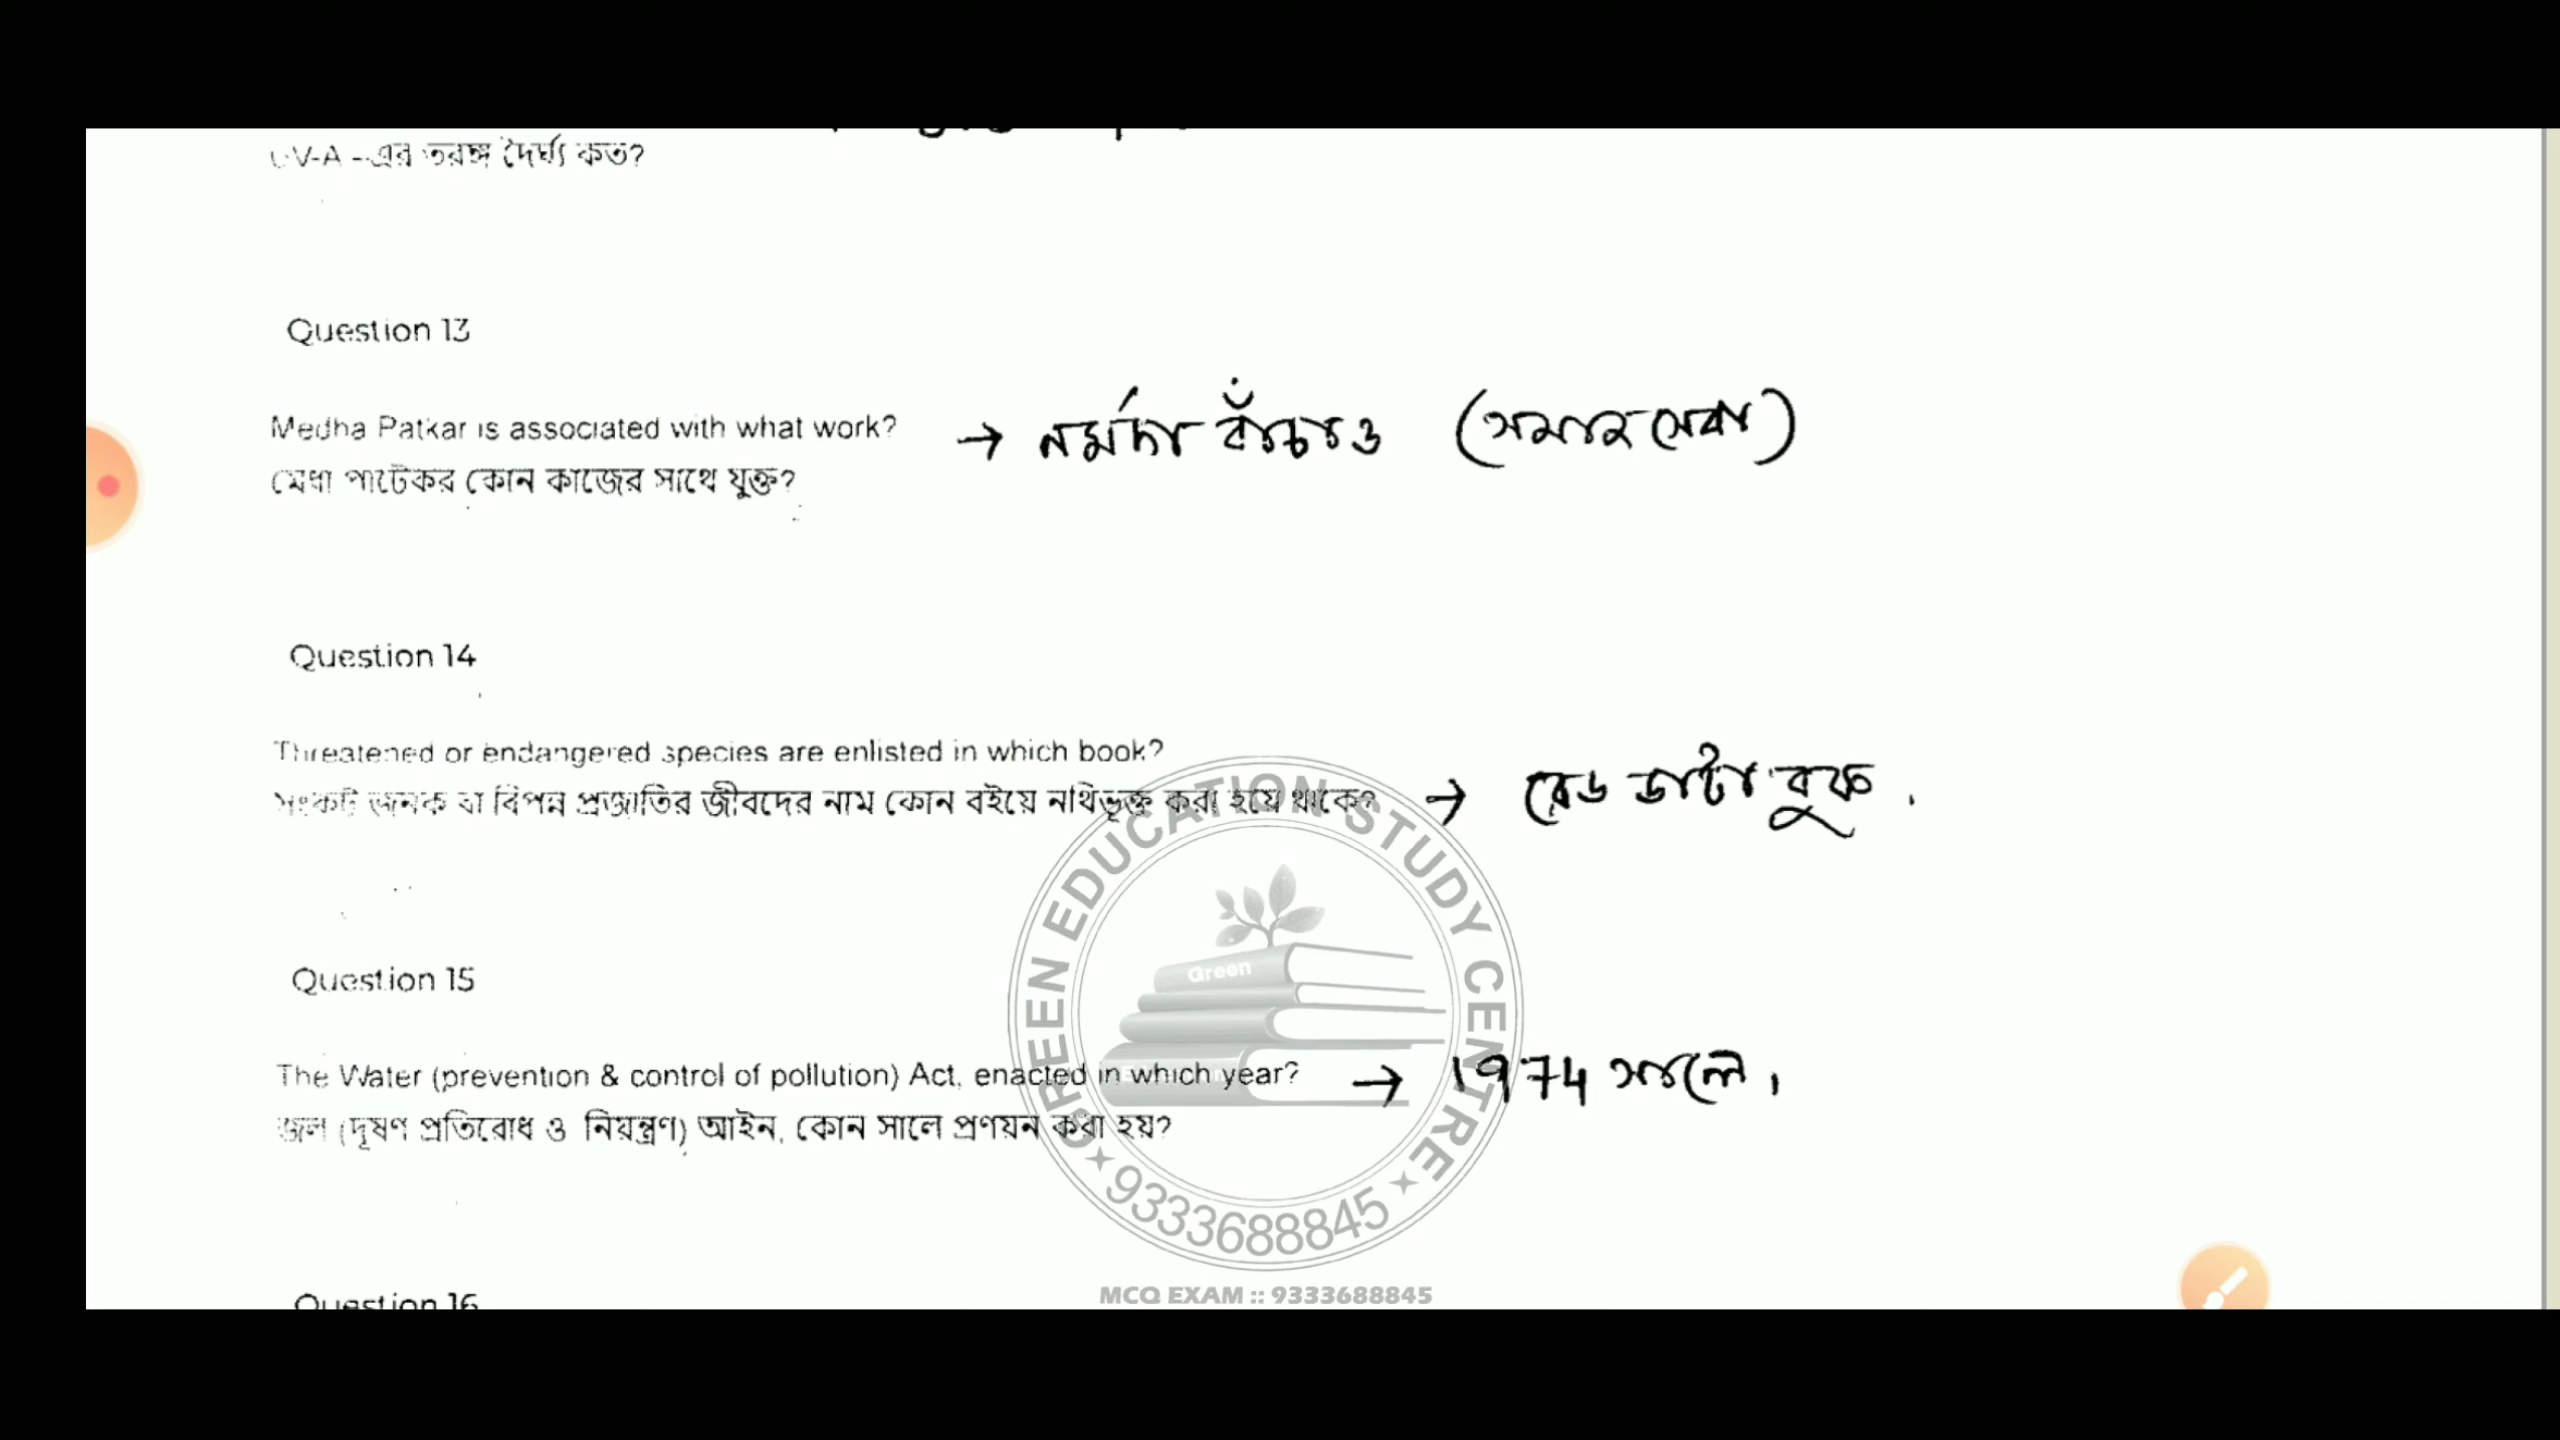 UV-A -এর তরঙ্গ দৈর্ঘ্য কত?
Question 13
Medha Patkar is associated with what work? → নর্মদা বাঁচাও (সমাজ সেবা)
মেধা পাটেকর কোন কাজের সাথে যুক্ত?
Question 14
Threatened or endangered species are enlisted in which book?
সংকট জনক বা বিপন্ন প্রজাতির জীবদের নাম কোন বইয়ে নথিভূক্ত করা হয়ে থাকে? → রেড ডাটা বুক .
Question 15
The Water (prevention & control of pollution) Act, enacted in which year? → 1974 সালে।
জল (দূষণ প্রতিরোধ ও নিয়ন্ত্রণ) আইন, কোন সালে প্রণয়ন করা হয়?
GREEN EDUCATION STUDY CENTRE
Green
9333688845
MCQ EXAM :: 9333688845
Question 16